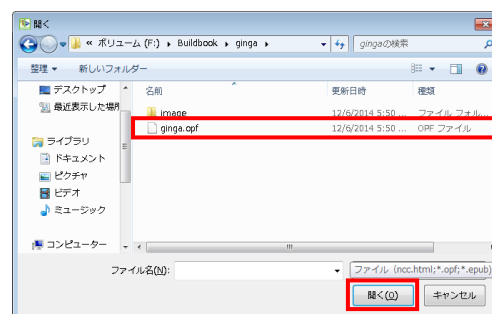 開く
« ボリューム (F:) ▸ Buildbook ▸ ginga ▸
gingaの検索
整理 ▾ 新しいフォルダー
デスクトップ
最近表示した場所
ライブラリ
ドキュメント
ピクチャ
ビデオ
ミュージック
コンピューター
名前 更新日時 種類
image 12/6/2014 5:50 ... ファイル フォル...
ginga.opf 12/6/2014 5:50 ... OPF ファイル
ファイル名(N):
ファイル (ncc.html;*.opf;*.epub)
開く(O) キャンセル